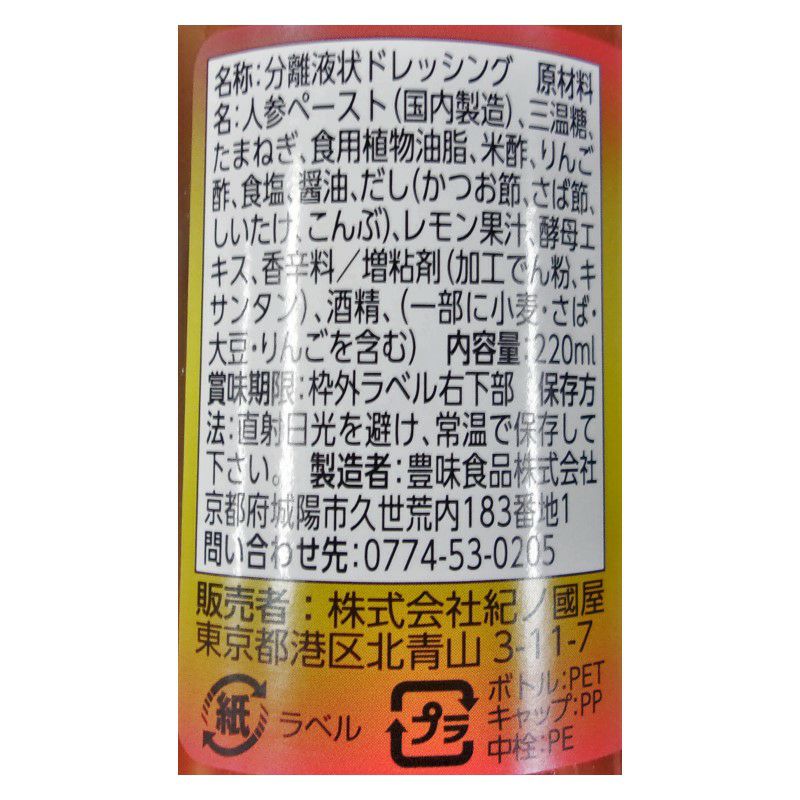 名称:分離液状ドレッシング 原材料
名:人参ペースト(国内製造)、三温糖、
たまねぎ、食用植物油脂、米酢、りんご
酢、食塩、醤油、だし(かつお節、さば節、
しいたけ、こんぶ)、レモン果汁、酵母エ
キス、香辛料/増粘剤(加工でん粉、キ
サンタン)、酒精、(一部に小麦・さば・
大豆・りんごを含む) 内容量:220ml
賞味期限:枠外ラベル右下部 保存方
法:直射日光を避け、常温で保存して
下さい。 製造者:豊味食品株式会社
京都府城陽市久世荒内183番地1
問い合わせ先:0774-53-0205
販売者:株式会社紀ノ國屋
東京都港区北青山 3-11-7
紙 ラベル
プラ
ボトル:PET
キャップ:PP
中栓:PE